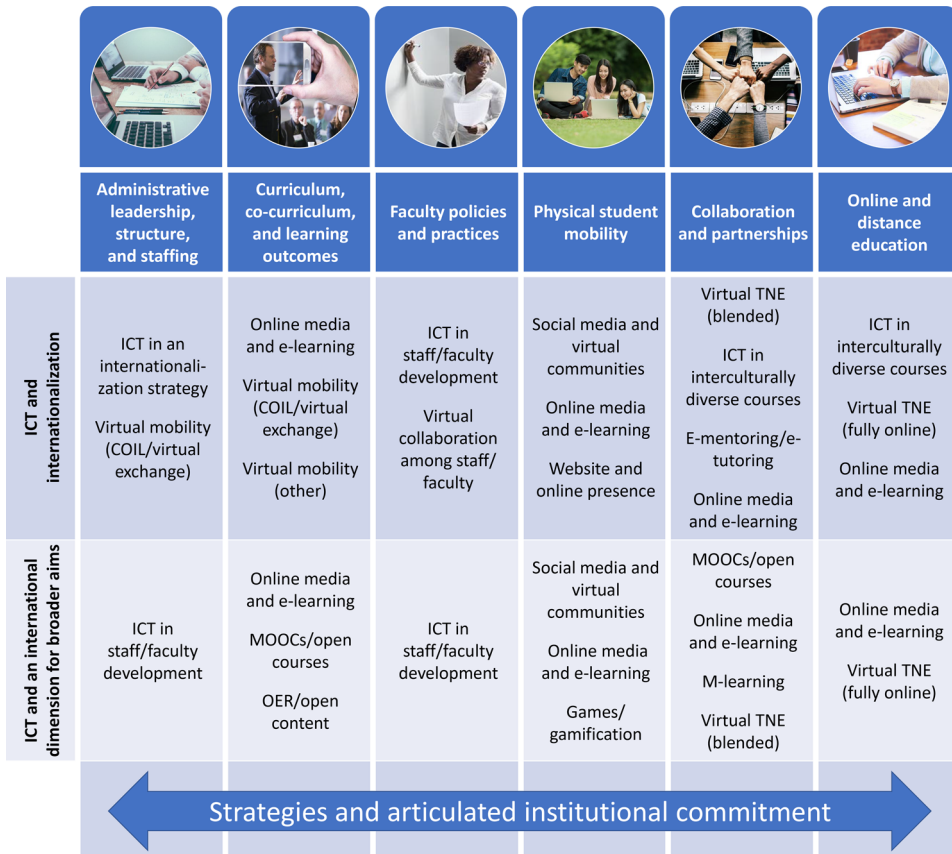 Administrative
leadership,
structure,
and staffing
Curriculum,
co-curriculum,
and learning
outcomes
Faculty policies
and practices
Physical student
mobility
Collaboration
and partnerships
Online and
distance
education
ICT and
internationalization
ICT in an
internationali-
zation strategy
Virtual mobility
(COIL/virtual
exchange)
Online media
and e-learning
Virtual mobility
(COIL/virtual
exchange)
Virtual mobility
(other)
ICT in
staff/faculty
development
Virtual
collaboration
among staff/
faculty
Social media and
virtual
communities
Online media
and e-learning
Website and
online presence
Virtual TNE
(blended)
ICT in
interculturally
diverse courses
E-mentoring/e-
tutoring
Online media
and e-learning
ICT in
interculturally
diverse courses
Virtual TNE
(fully online)
Online media
and e-learning
ICT and an international
dimension for broader aims
ICT in
staff/faculty
development
Online media
and e-learning
MOOCs/open
courses
OER/open
content
ICT in
staff/faculty
development
Social media and
virtual
communities
Online media
and e-learning
Games/
gamification
MOOCs/open
courses
Online media
and e-learning
M-learning
Virtual TNE
(blended)
Online media
and e-learning
Virtual TNE
(fully online)
Strategies and articulated institutional commitment